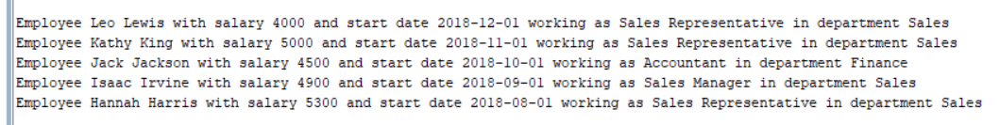 Employee Leo Lewis with salary 4000 and start date 2018-12-01 working as Sales Representative in department Sales
Employee Kathy King with salary 5000 and start date 2018-11-01 working as Sales Representative in department Sales
Employee Jack Jackson with salary 4500 and start date 2018-10-01 working as Accountant in department Finance
Employee Isaac Irvine with salary 4900 and start date 2018-09-01 working as Sales Manager in department Sales
Employee Hannah Harris with salary 5300 and start date 2018-08-01 working as Sales Representative in department Sales